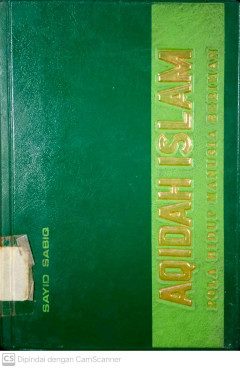 AQIDAH ISLAM
POLA HIDUP MANUSIA BERIMAN
SAYID SABIQ
CS Dipindai dengan CamScanner